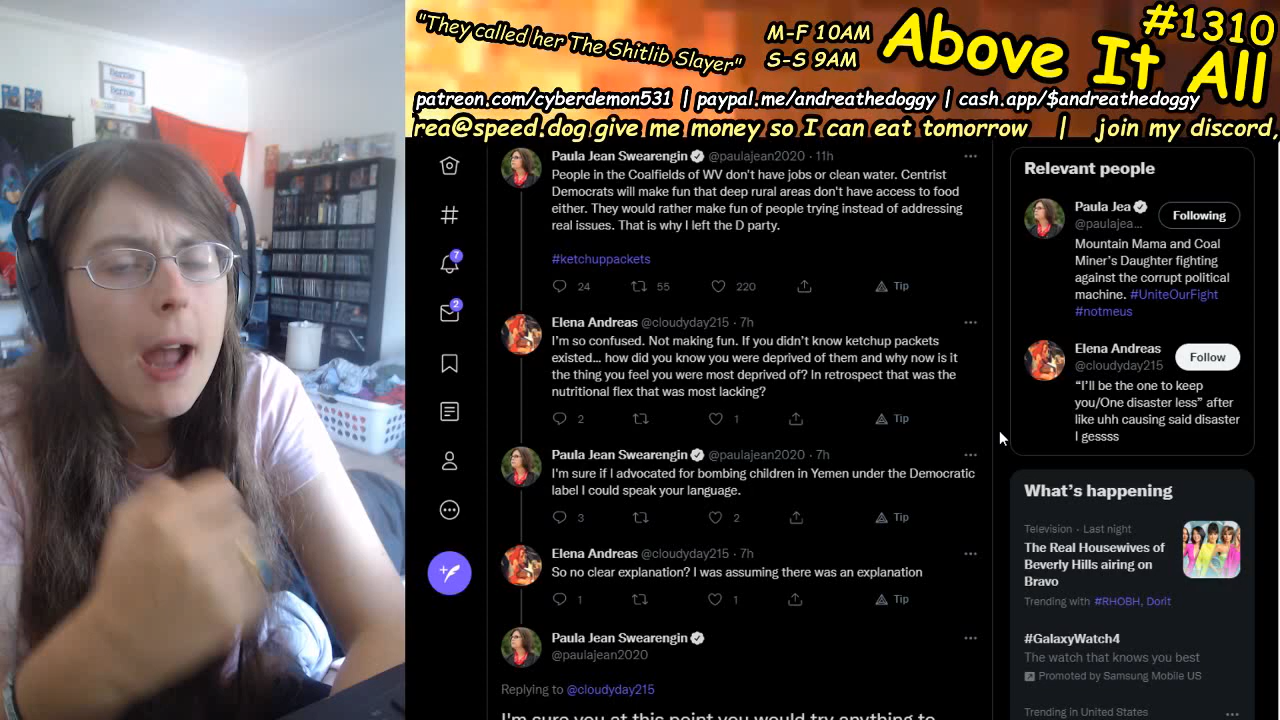 "They called her The Shitlib Slayer"
M-F 10AM
S-S 9AM
Above It All
#1310
patreon.com/cyberdemon531 | paypal.me/andreathedoggy | cash.app/$andreathedoggy
rea@speed.dog give me money so I can eat tomorrow | join my discord,
Bernie
Paula Jean Swearengin @paulajean2020 · 11h
People in the Coalfields of WV don't have jobs or clean water. Centrist
Democrats will make fun that deep rural areas don't have access to food
either. They would rather make fun of people trying instead of addressing
real issues. That is why I left the D party.
#ketchuppackets
24 55 220 Tip
Elena Andreas @cloudyday215 · 7h
I'm so confused. Not making fun. If you didn't know ketchup packets
existed... how did you know you were deprived of them and why now is it
the thing you feel you were most deprived of? In retrospect that was the
nutritional flex that was most lacking?
2 1 Tip
Paula Jean Swearengin @paulajean2020 · 7h
I'm sure if I advocated for bombing children in Yemen under the Democratic
label I could speak your language.
3 2 Tip
Elena Andreas @cloudyday215 · 7h
So no clear explanation? I was assuming there was an explanation
1 1 Tip
Paula Jean Swearengin
@paulajean2020
Replying to @cloudyday215
I'm sure you at this point you would try anything to
7
2
Relevant people
Paula Jea
@paulajea...
Following
Mountain Mama and Coal
Miner's Daughter fighting
against the corrupt political
machine. #UniteOurFight
#notmeus
Elena Andreas
@cloudyday215
Follow
"I'll be the one to keep
you/One disaster less" after
like uhh causing said disaster
I gessss
What's happening
Television · Last night
The Real Housewives of
Beverly Hills airing on
Bravo
Trending with #RHOBH, Dorit
#GalaxyWatch4
The watch that knows you best
Promoted by Samsung Mobile US
Trending in United States